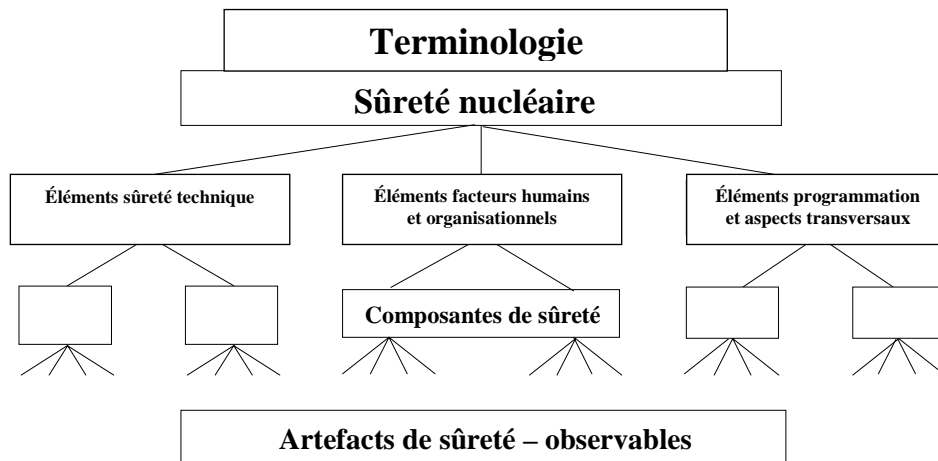 Terminologie
Sûreté nucléaire
Éléments sûreté technique
Éléments facteurs humains
et organisationnels
Éléments programmation
et aspects transversaux
Composantes de sûreté
Artefacts de sûreté – observables